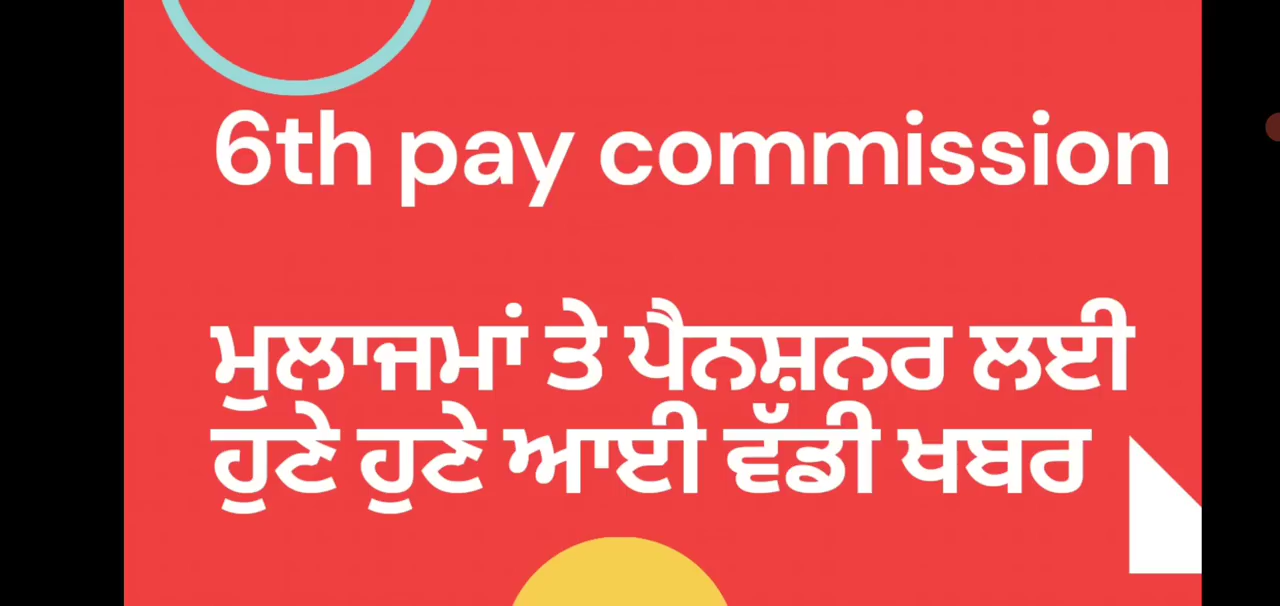 6th pay commission
ਮੁਲਾਜਮਾਂ ਤੇ ਪੈਨਸ਼ਨਰ ਲਈ
ਹੁਣੇ ਹੁਣੇ ਆਈ ਵੱਡੀ ਖਬਰ